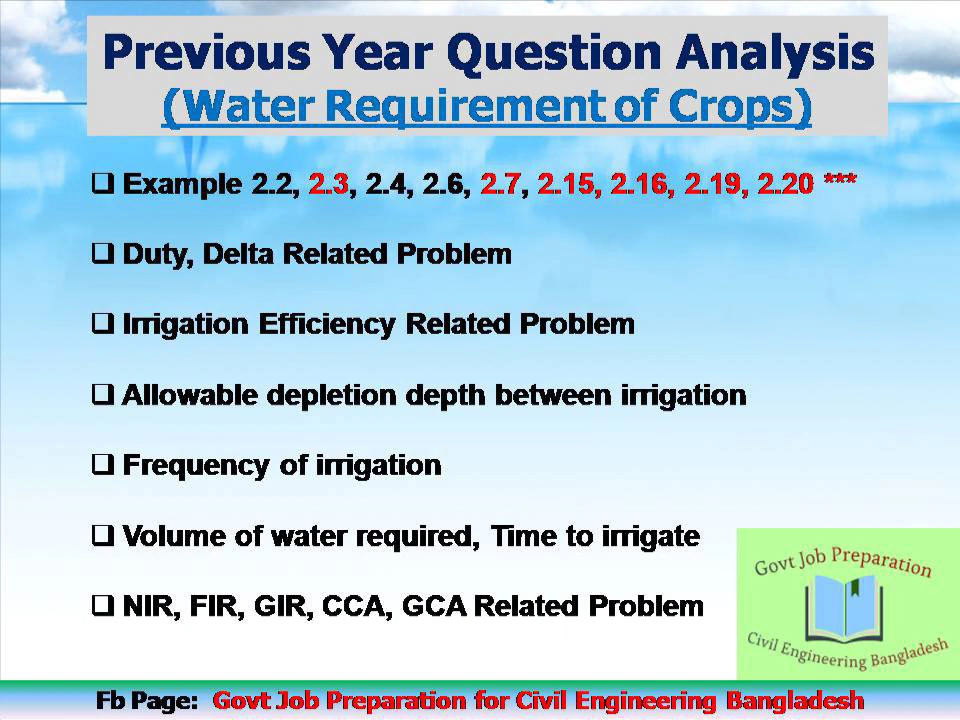 Previous Year Question Analysis
(Water Requirement of Crops)
❑ Example 2.2, 2.3, 2.4, 2.6, 2.7, 2.15, 2.16, 2.19, 2.20 ***
❑ Duty, Delta Related Problem
❑ Irrigation Efficiency Related Problem
❑ Allowable depletion depth between irrigation
❑ Frequency of irrigation
❑ Volume of water required, Time to irrigate
❑ NIR, FIR, GIR, CCA, GCA Related Problem
Govt Job Preparation
Civil Engineering Bangladesh
Fb Page: Govt Job Preparation for Civil Engineering Bangladesh